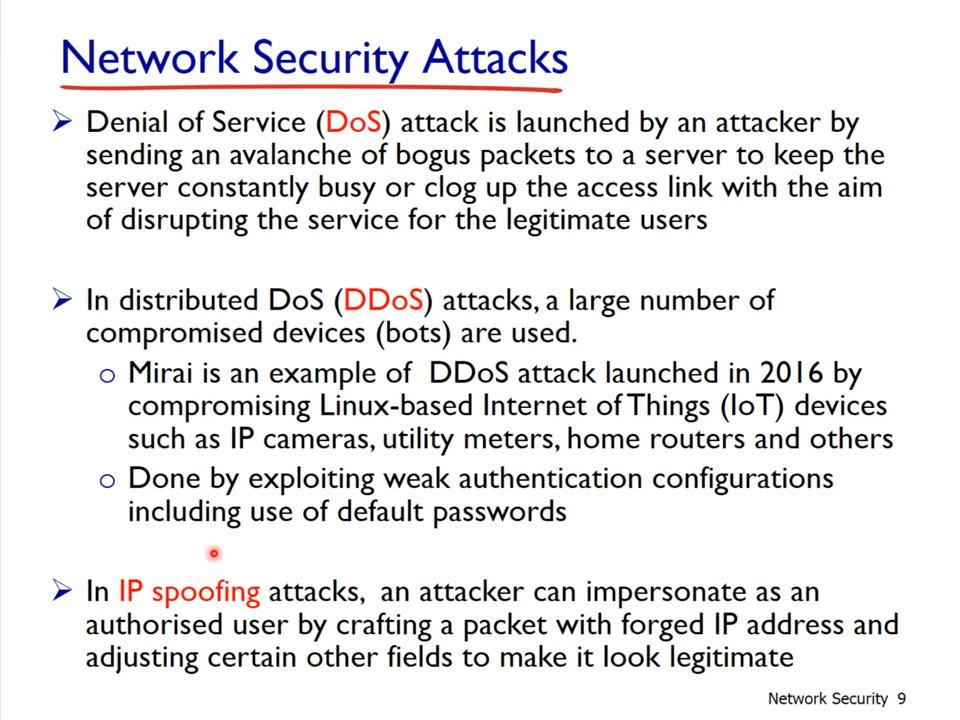 Network Security Attacks
Denial of Service (DoS) attack is launched by an attacker by
sending an avalanche of bogus packets to a server to keep the
server constantly busy or clog up the access link with the aim
of disrupting the service for the legitimate users
In distributed DoS (DDoS) attacks, a large number of
compromised devices (bots) are used.
Mirai is an example of DDoS attack launched in 2016 by
compromising Linux-based Internet of Things (IoT) devices
such as IP cameras, utility meters, home routers and others
Done by exploiting weak authentication configurations
including use of default passwords
In IP spoofing attacks, an attacker can impersonate as an
authorised user by crafting a packet with forged IP address and
adjusting certain other fields to make it look legitimate
Network Security 9